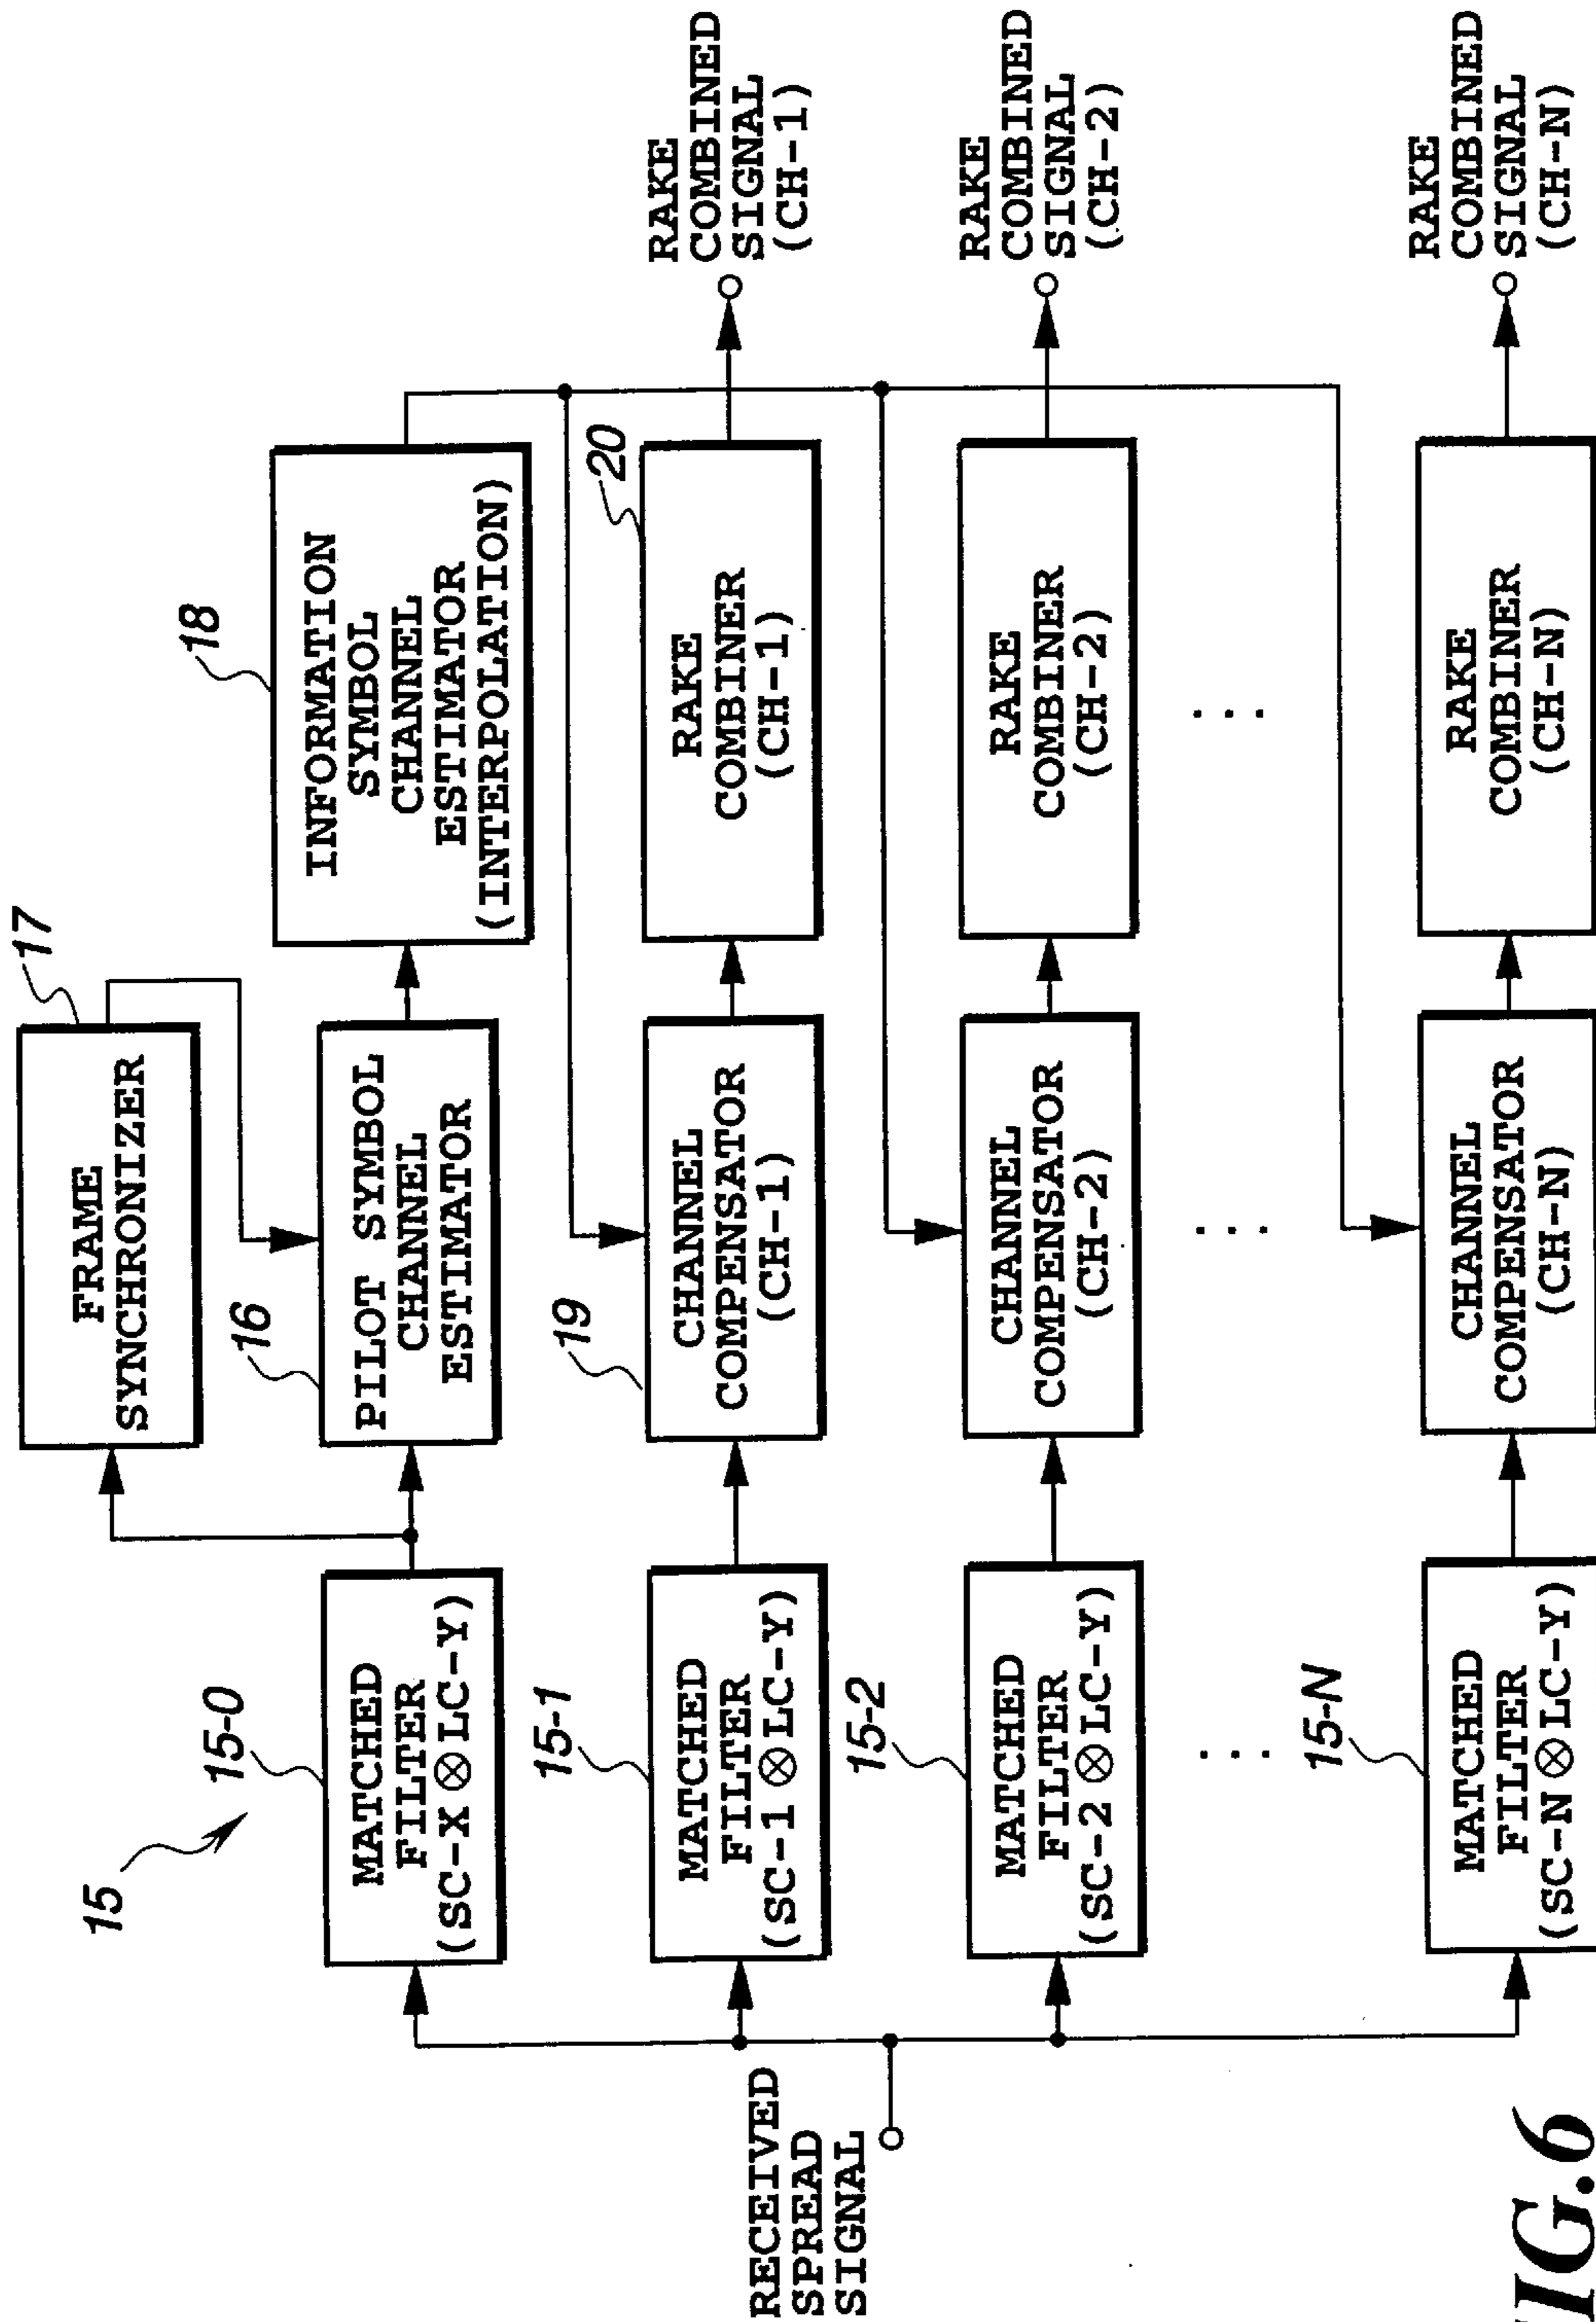 17
FRAME
SYNCHRONIZER
16
PILOT SYMBOL
CHANNEL
ESTIMATOR
18
INFORMATION
SYMBOL
CHANNEL
ESTIMATOR
(INTERPOLATION)
15
15-0
MATCHED
FILTER
(SC-X⊗LC-Y)
15-1
MATCHED
FILTER
(SC-1⊗LC-Y)
19
CHANNEL
COMPENSATOR
(CH-1)
20
RAKE
COMBINER
(CH-1)
RAKE
COMBINED
SIGNAL
(CH-1)
RECEIVED
SPREAD
SIGNAL
15-2
MATCHED
FILTER
(SC-2⊗LC-Y)
CHANNEL
COMPENSATOR
(CH-2)
RAKE
COMBINER
(CH-2)
RAKE
COMBINED
SIGNAL
(CH-2)
...
...
...
15-N
MATCHED
FILTER
(SC-N⊗LC-Y)
CHANNEL
COMPENSATOR
(CH-N)
RAKE
COMBINER
(CH-N)
RAKE
COMBINED
SIGNAL
(CH-N)
IG.6